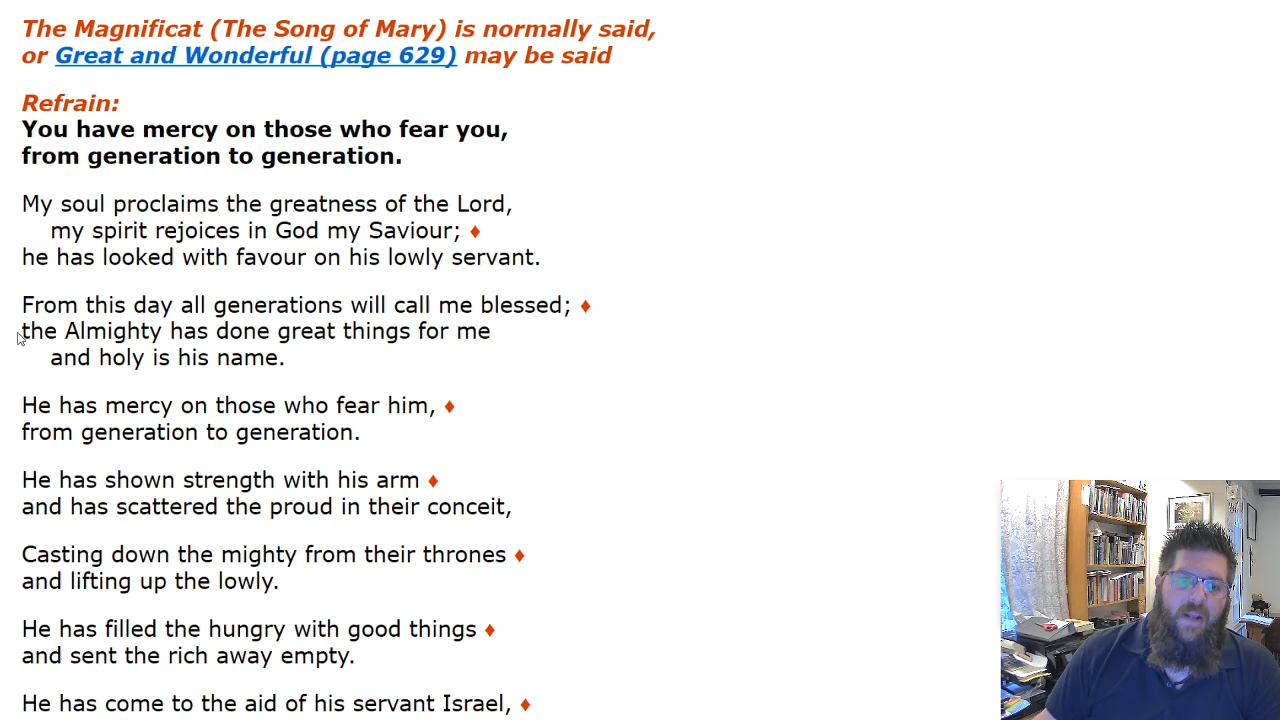 The Magnificat (The Song of Mary) is normally said,
or Great and Wonderful (page 629) may be said
Refrain:
You have mercy on those who fear you,
from generation to generation.
My soul proclaims the greatness of the Lord,
my spirit rejoices in God my Saviour; ♦
he has looked with favour on his lowly servant.
From this day all generations will call me blessed; ♦
the Almighty has done great things for me
and holy is his name.
He has mercy on those who fear him, ♦
from generation to generation.
He has shown strength with his arm ♦
and has scattered the proud in their conceit,
Casting down the mighty from their thrones ♦
and lifting up the lowly.
He has filled the hungry with good things ♦
and sent the rich away empty.
He has come to the aid of his servant Israel, ♦